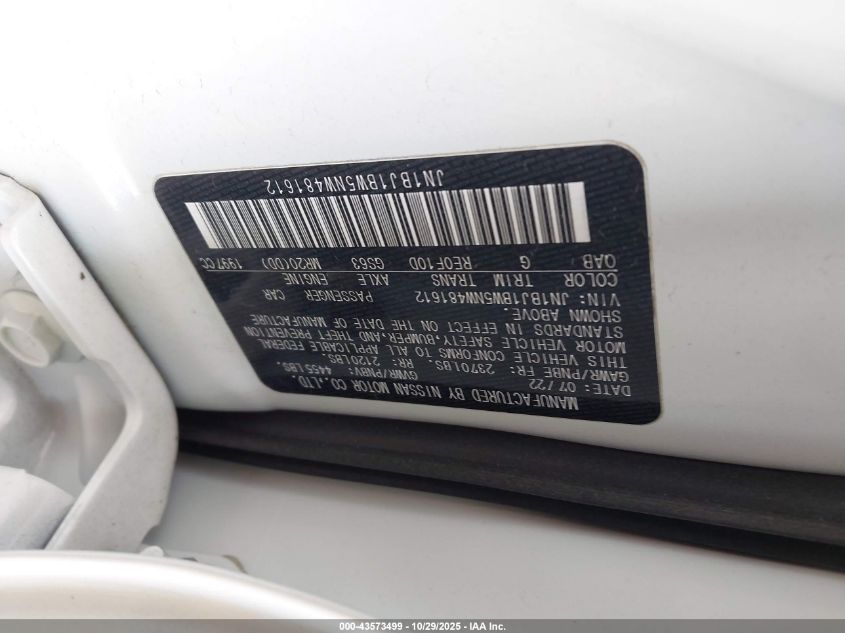 MANUFACTURED BY NISSAN MOTOR CO.,LTD.
DATE: 07/22 GVWR/PNBV: 4455LBS.
GAWR/PNBE FR: 2370LBS. RR: 2120LBS.
THIS VEHICLE CONFORMS TO ALL APPLICABLE FEDERAL
MOTOR VEHICLE SAFETY,BUMPER,AND THEFT PREVENTION
STANDARDS IN EFFECT ON THE DATE OF MANUFACTURE
SHOWN ABOVE.
VIN: JN1BJ1BW5NW481612 PASSENGER CAR
COLOR TRIM TRANS AXLE ENGINE
QAB G RE0F10D GS63 MR20(DD) 1997CC
JN1BJ1BW5NW481612
000-43573499 | 10/29/2025 - IAA Inc.